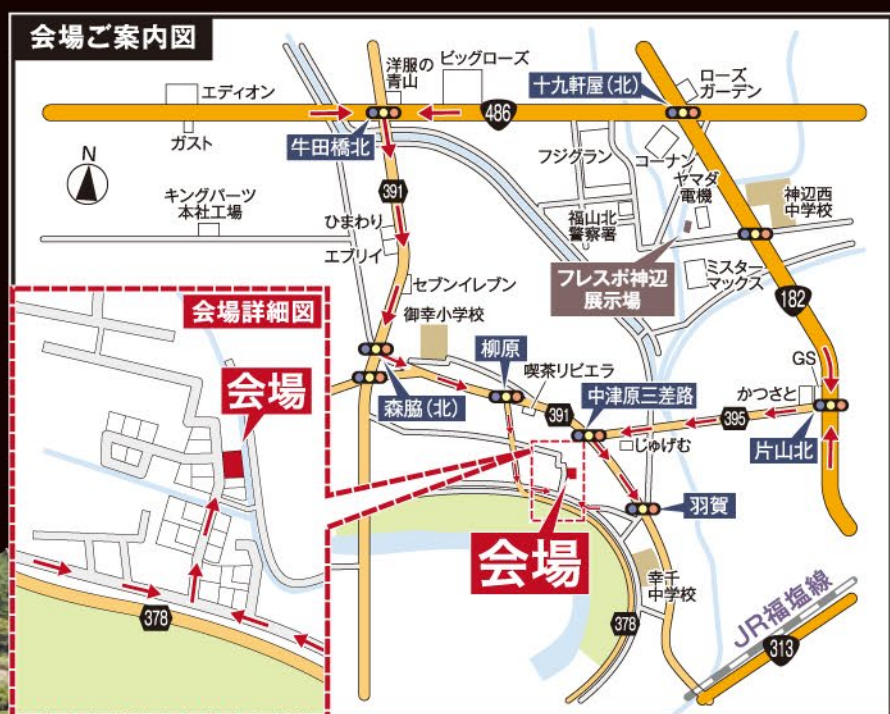 会場ご案内図
エディオン
ガスト
洋服の
青山
ビッグローズ
牛田橋北
486
十九軒屋(北)
ローズ
ガーデン
N
キングパーツ
本社工場
391
ひまわり
エブリイ
フジグラン
コーナン
ヤマダ
電機
神辺西
中学校
福山北
警察署
フレスポ神辺
展示場
ミスター
マックス
182
セブンイレブン
御幸小学校
会場詳細図
会場
378
森脇(北)
柳原
喫茶リビエラ
391
中津原三差路
じゅげむ
395
かつさと
GS
片山北
会場
羽賀
幸千
中学校
378
JR福塩線
313